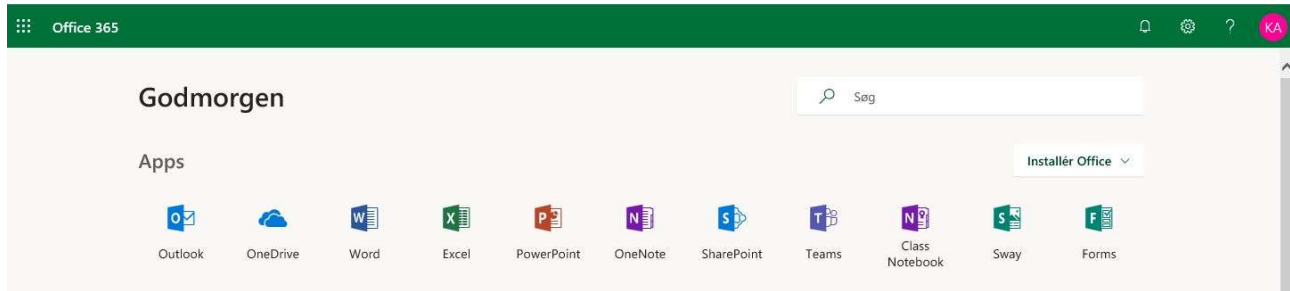 Office 365
? KA
Godmorgen
Søg
Apps
Installér Office
Outlook OneDrive Word Excel PowerPoint OneNote SharePoint Teams Class Notebook Sway Forms